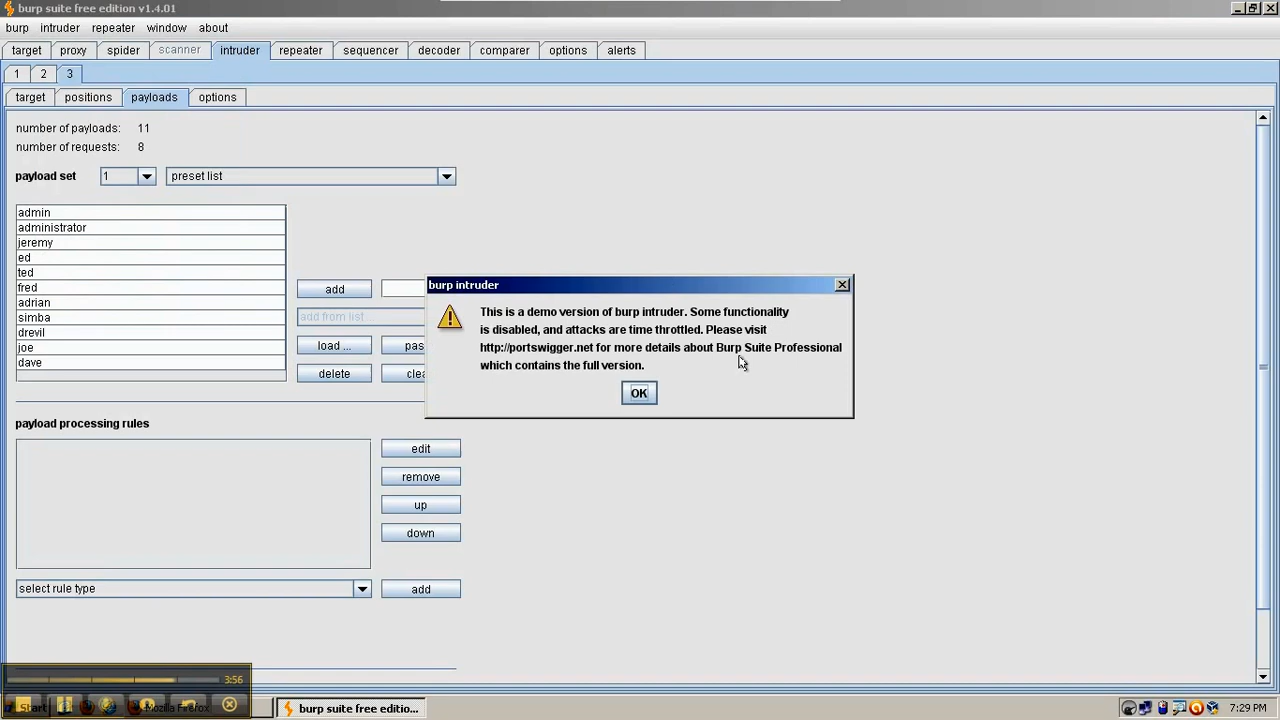 burp suite free edition v1.4.01
burp intruder repeater window about
target proxy spider scanner intruder repeater sequencer decoder comparer options alerts
1 2 3
target positions payloads options
number of payloads: 11
number of requests: 8
payload set 1 preset list
admin
administrator
jeremy
ed
ted
fred
adrian
simba
drevil
joe
dave
add
add from list ...
load ...
delete
burp intruder
This is a demo version of burp intruder. Some functionality
is disabled, and attacks are time throttled. Please visit
http://portswigger.net for more details about Burp Suite Professional
which contains the full version.
OK
payload processing rules
edit
remove
up
down
select rule type add
3:56
Start
burp suite free editio...
7:29 PM